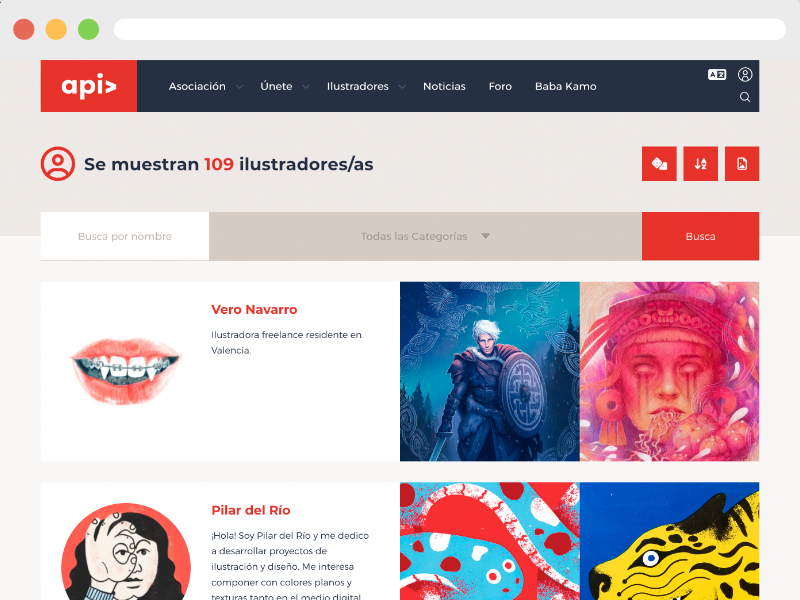 api>
Asociación
Únete
Ilustradores
Noticias
Foro
Baba Kamo
Se muestran 109 ilustradores/as
Busca por nombre
Todas las Categorías
Busca
Vero Navarro
Ilustradora freelance residente en
Valencia.
Pilar del Río
¡Hola! Soy Pilar del Río y me dedico
a desarrollar proyectos de
ilustración y diseño. Me interesa
componer con colores planos y
texturas tanto en el medio digital